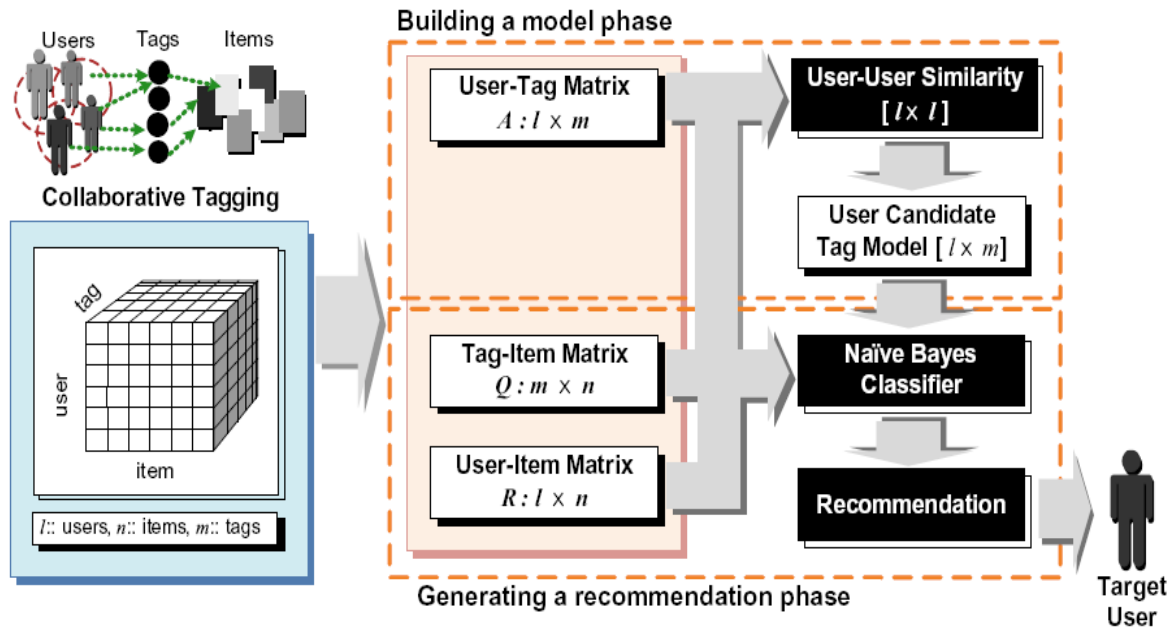 Building a model phase
Users Tags Items
Collaborative Tagging
tag
user
item
l:: users, n:: items, m:: tags
User-Tag Matrix
A : l × m
User-User Similarity
[ l× l ]
User Candidate
Tag Model [ l × m]
Tag-Item Matrix
Q : m × n
Naïve Bayes
Classifier
User-Item Matrix
R : l × n
Recommendation
Generating a recommendation phase
Target
User